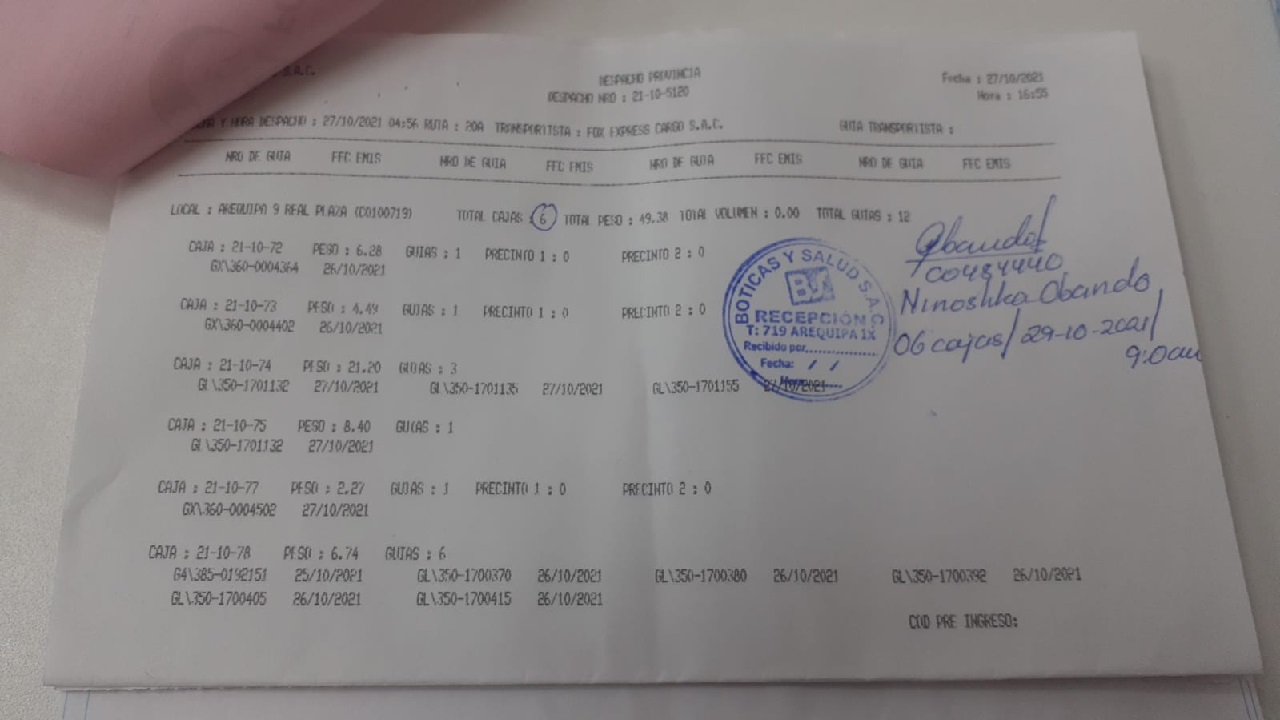 S.A.C.
DESPACHO PROVINCIA
Fecha : 27/10/2021
DESPACHO NRO : 21-10-5120
Hora : 16:55
Y HORA DESPACHO : 27/10/2021 04:56 RUTA : 20A TRANSPORTISTA : FOX EXPRESS CARGO S.A.C. GUIA TRANSPORTISTA :
NRO DE GUIA FEC EMIS NRO DE GUIA FEC EMIS NRO DE GUIA FEC EMIS NRO DE GUIA FEC EMIS
LOCAL : AREQUIPA 9 REAL PLAZA (C0100719) TOTAL CAJAS : 6 TOTAL PESO : 49.38 TOTAL VOLUMEN : 0.00 TOTAL GUIAS : 12
CAJA : 21-10-72 PESO : 6.28 GUIAS : 1 PRECINTO 1 : 0 PRECINTO 2 : 0
GX\360-0004364 26/10/2021
CAJA : 21-10-73 PESO : 4.49 GUIAS : 1 PRECINTO 1 : 0 PRECINTO 2 : 0
GX\360-0004402 26/10/2021
CAJA : 21-10-74 PESO : 21.20 GUIAS : 3
GL\350-1701132 27/10/2021 GL\350-1701135 27/10/2021 GL\350-1701155 27/10/2021
CAJA : 21-10-75 PESO : 8.40 GUIAS : 1
GL\350-1701132 27/10/2021
CAJA : 21-10-77 PESO : 2.27 GUIAS : 1 PRECINTO 1 : 0 PRECINTO 2 : 0
GX\360-0004502 27/10/2021
CAJA : 21-10-78 PESO : 6.74 GUIAS : 6
G4\385-0192151 25/10/2021 GL\350-1700370 26/10/2021 GL\350-1700380 26/10/2021 GL\350-1700392 26/10/2021
GL\350-1700405 26/10/2021 GL\350-1700415 26/10/2021
COD PRE INGRESO:
BOTICAS Y SALUD S.A.C
RECEPCIÓN
T: 719 AREQUIPA IX
Recibido por..............
Fecha: / /
Hora:
Obando
Ninoshka Obando
06 cajas/ 29-10-2021/